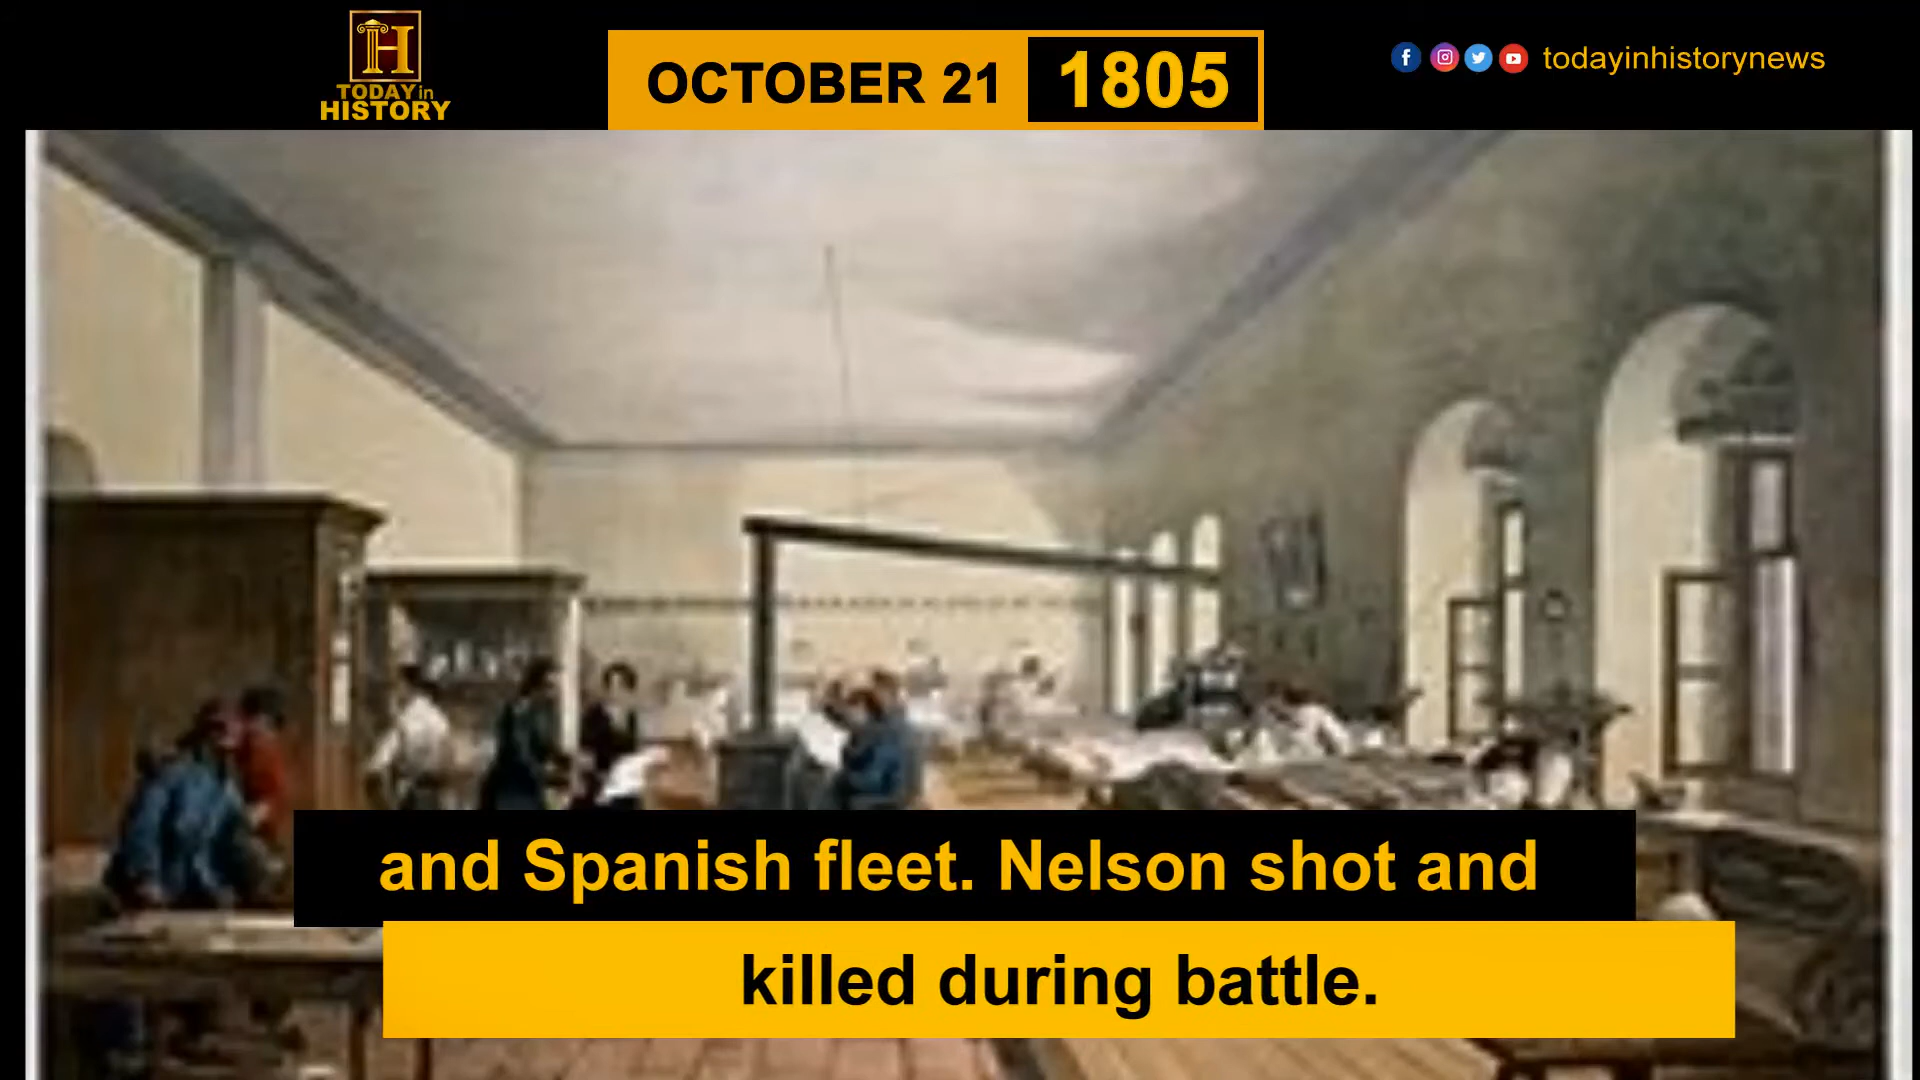 H
TODAY in
HISTORY
OCTOBER 21 1805
todayinhistorynews
and Spanish fleet. Nelson shot and
killed during battle.